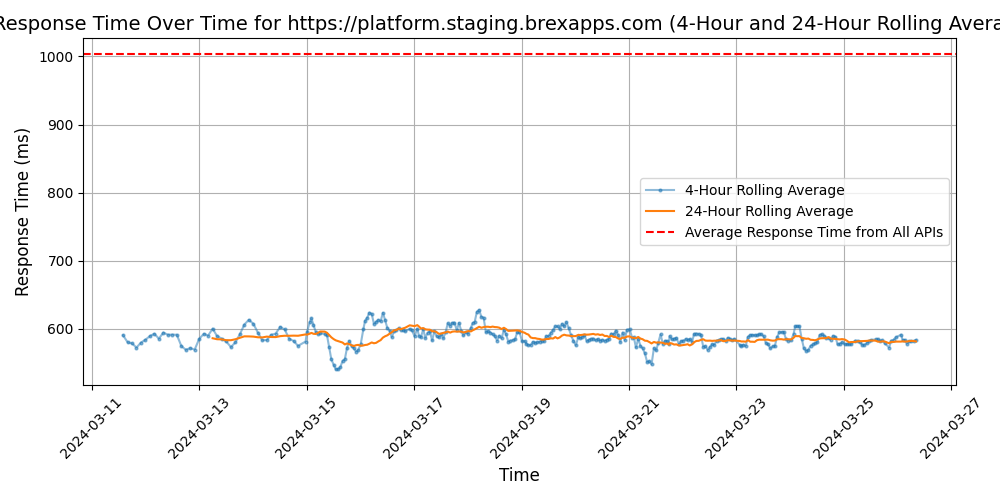 Response Time Over Time for https://platform.staging.brexapps.com (4-Hour and 24-Hour Rolling Avera
1000
900
800
700
600
Response Time (ms)
4-Hour Rolling Average
24-Hour Rolling Average
Average Response Time from All APIs
2024-03-11
2024-03-13
2024-03-15
2024-03-17
2024-03-19
2024-03-21
2024-03-23
2024-03-25
2024-03-27
Time